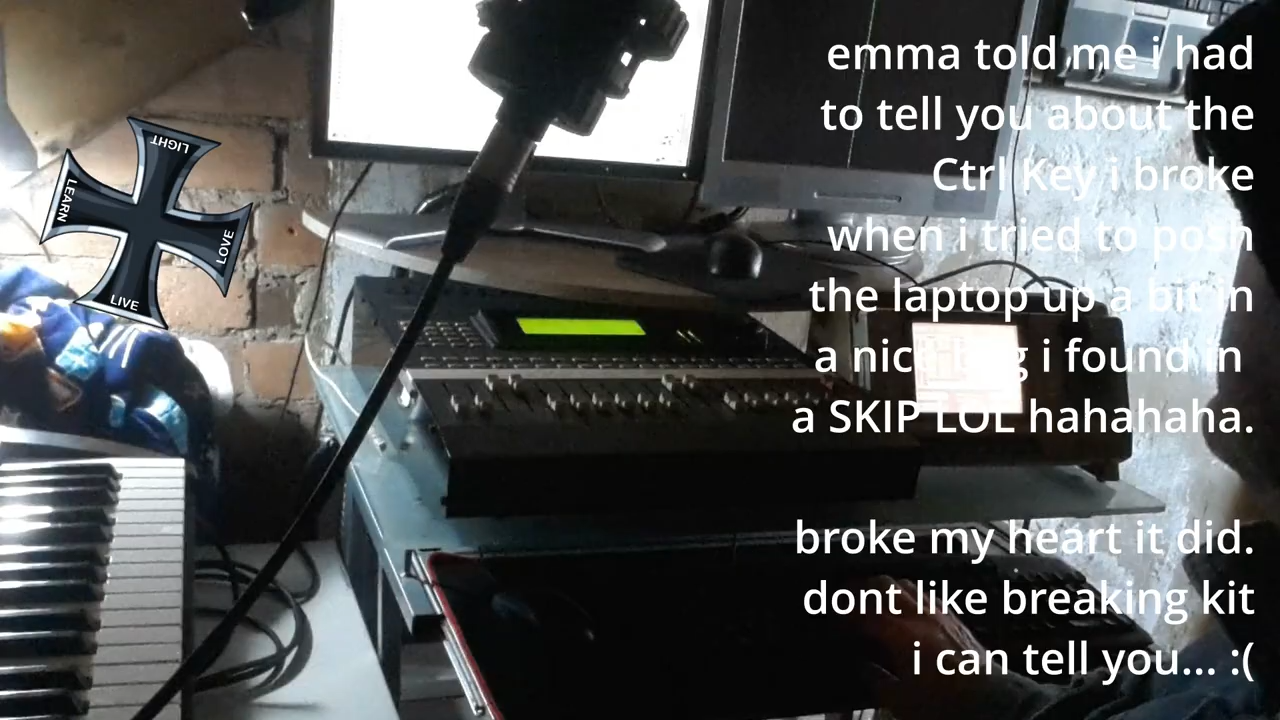 emma told me i had
to tell you about the
Ctrl Key i broke
when i tried to posh
the laptop up a bit in
a nice bag i found in
a SKIP LOL hahahaha.
broke my heart it did.
dont like breaking kit
i can tell you... :(
LIGHT
LEARN
LOVE
LIVE